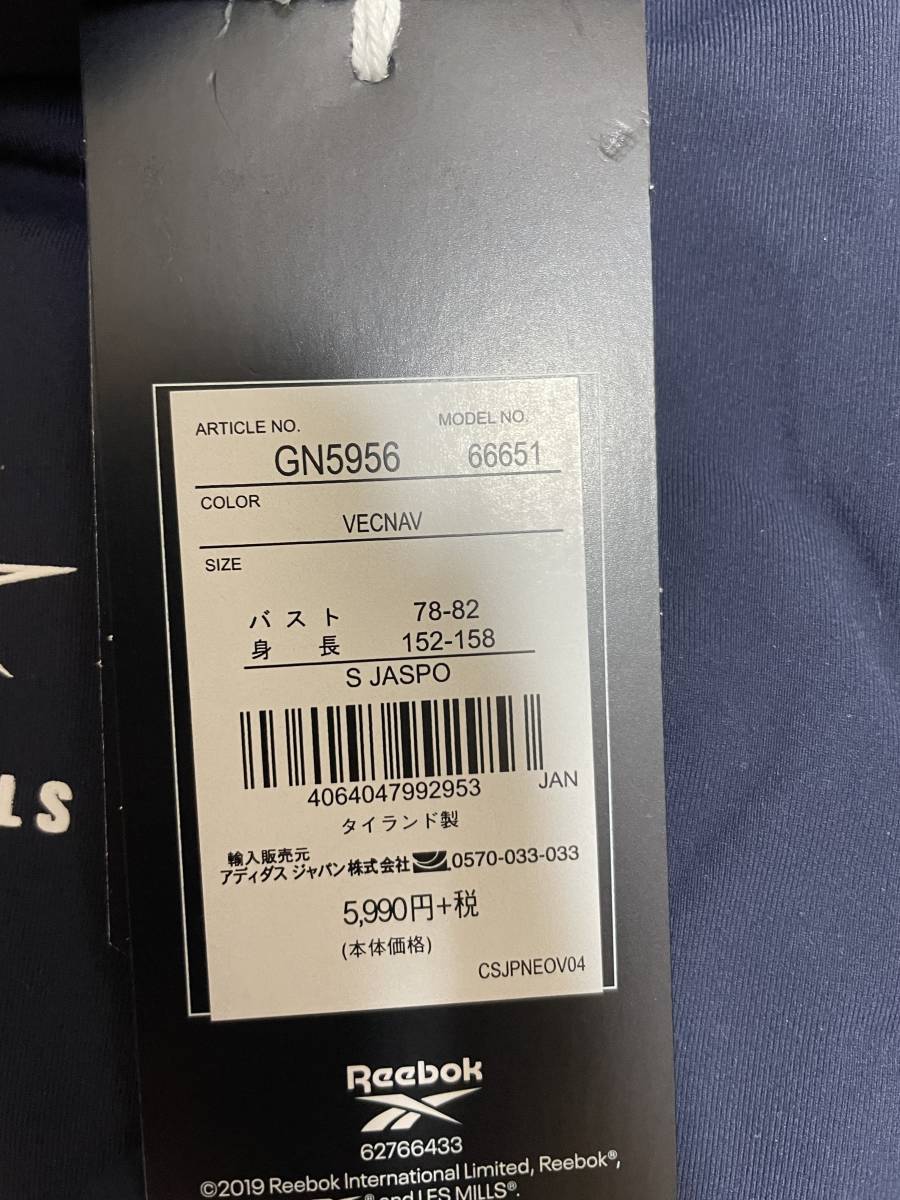 ARTICLE NO. MODEL NO.
GN5956 66651
COLOR
VECNAV
SIZE
バスト 78-82
身長 152-158
S JASPO
4064047992953 JAN
タイランド製
輸入販売元
アディダス ジャパン株式会社 0570-033-033
5,990円+税
(本体価格)
CSJPNEOV04
LS
Reebok
62766433
©2019 Reebok International Limited, Reebok®,
® and LES MILLS®.